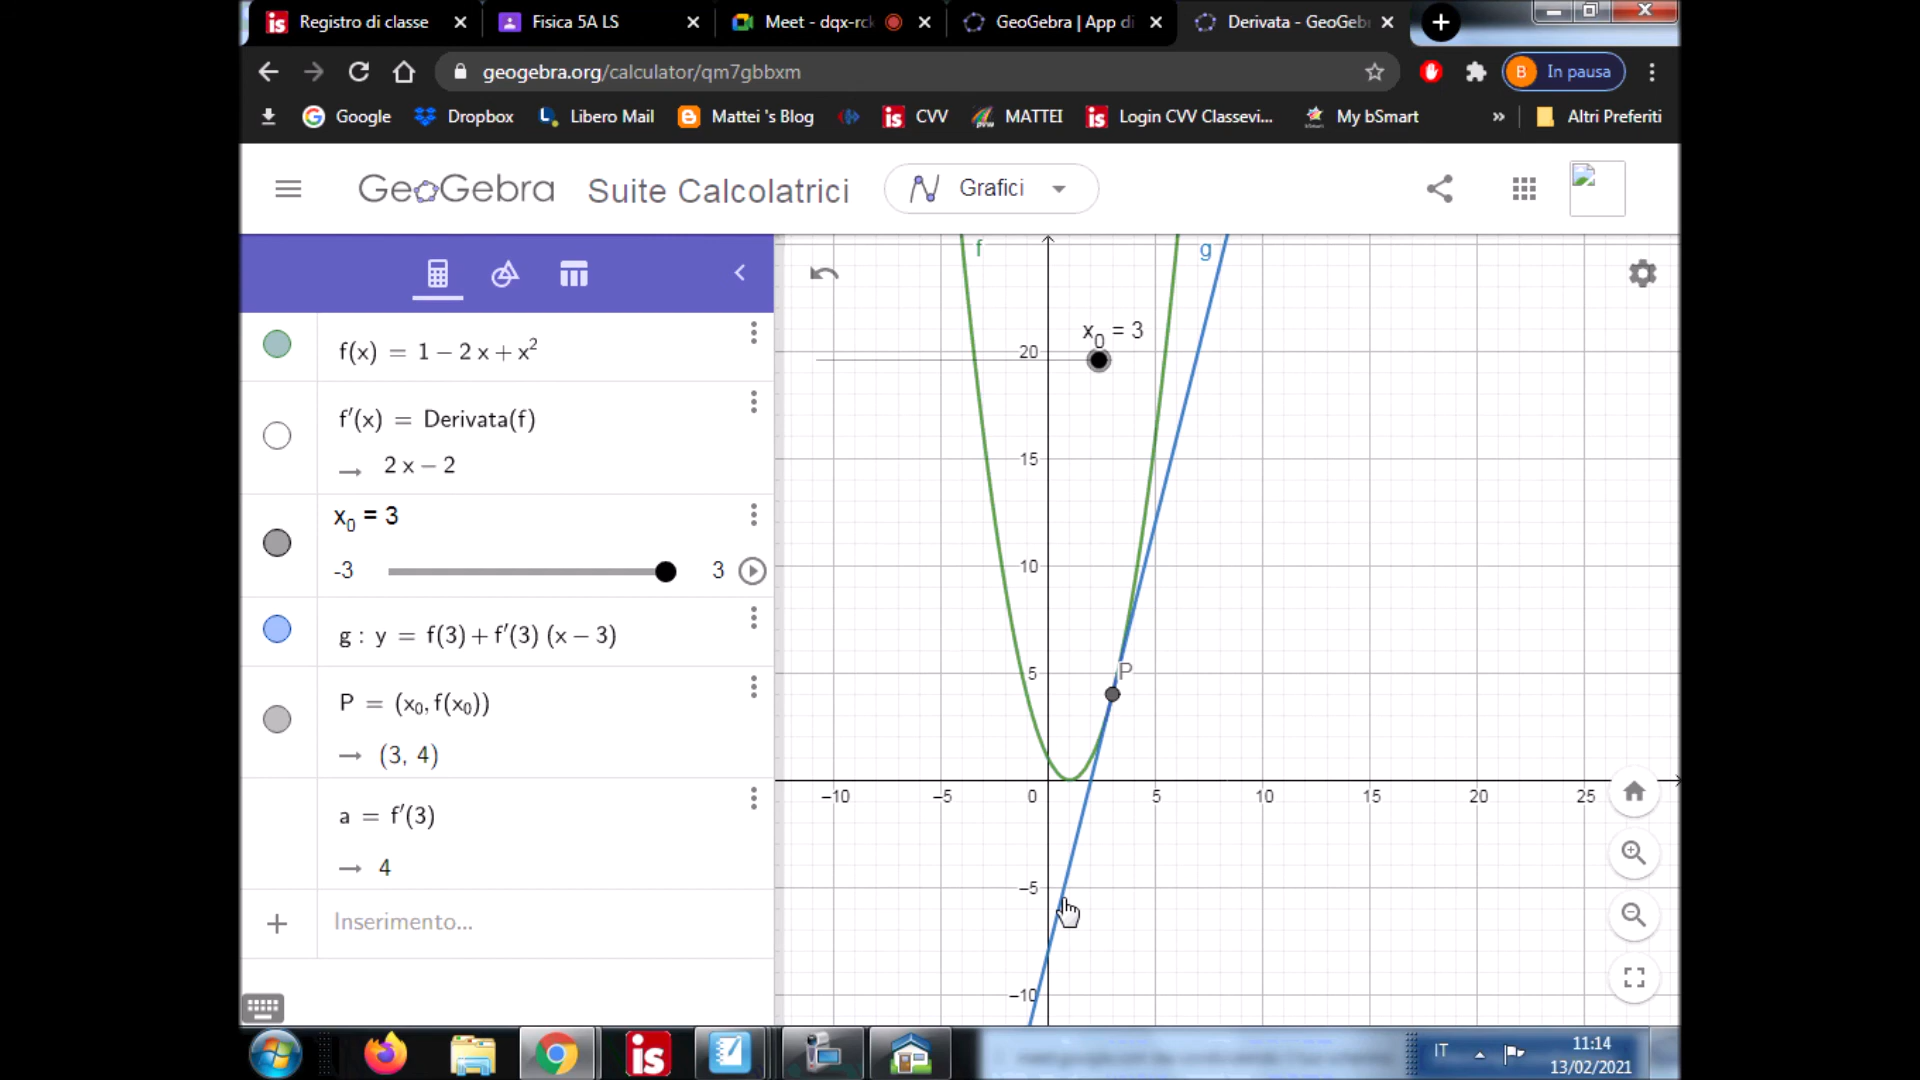 Registro di classe
Fisica 5A LS
Meet - dqx-rck
GeoGebra | App di
Derivata - GeoGeb
geogebra.org/calculator/qm7gbbxm
B In pausa
Google
Dropbox
Libero Mail
Mattei 's Blog
is CVV
MATTEI
is Login CVV Classevi...
My bSmart
»
Altri Preferiti
GeoGebra
Suite Calcolatrici
Grafici
f(x) = 1 − 2 x + x²
f′(x) = Derivata(f)
→ 2 x − 2
x₀ = 3
-3
3
g : y = f(3) + f′(3) (x − 3)
P = (x₀, f(x₀))
→ (3, 4)
a = f′(3)
→ 4
+ Inserimento...
f
g
x₀ = 3
20
15
10
5
P
−10
−5
0
5
10
15
20
25
−5
−10
is
IT
11:14
13/02/2021